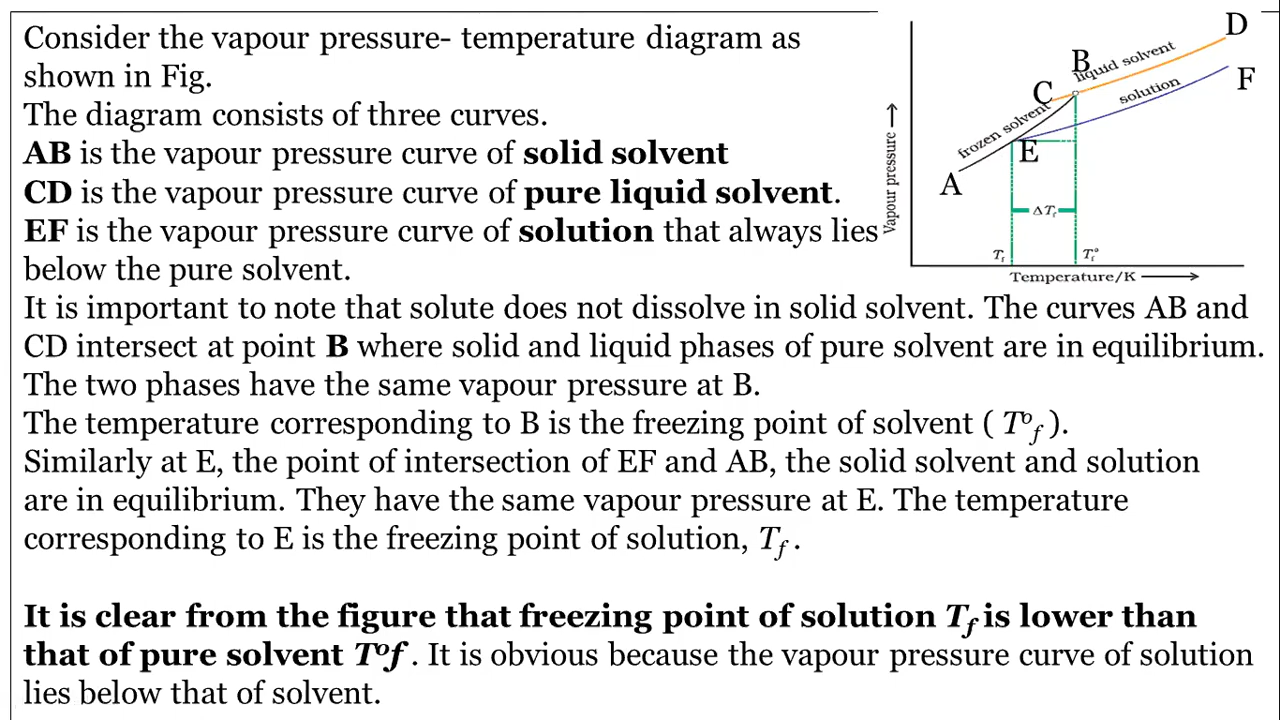 Consider the vapour pressure- temperature diagram as
shown in Fig.
The diagram consists of three curves.
AB is the vapour pressure curve of solid solvent
CD is the vapour pressure curve of pure liquid solvent.
EF is the vapour pressure curve of solution that always lies
below the pure solvent.
It is important to note that solute does not dissolve in solid solvent. The curves AB and
CD intersect at point B where solid and liquid phases of pure solvent are in equilibrium.
The two phases have the same vapour pressure at B.
The temperature corresponding to B is the freezing point of solvent ( T°f ).
Similarly at E, the point of intersection of EF and AB, the solid solvent and solution
are in equilibrium. They have the same vapour pressure at E. The temperature
corresponding to E is the freezing point of solution, Tf .
It is clear from the figure that freezing point of solution Tf is lower than
that of pure solvent T°f . It is obvious because the vapour pressure curve of solution
lies below that of solvent.
D
B
liquid solvent
F
C
solution
frozen solvent
E
A
Vapour pressure
ΔTf
Tf
T°f
Temperature/K